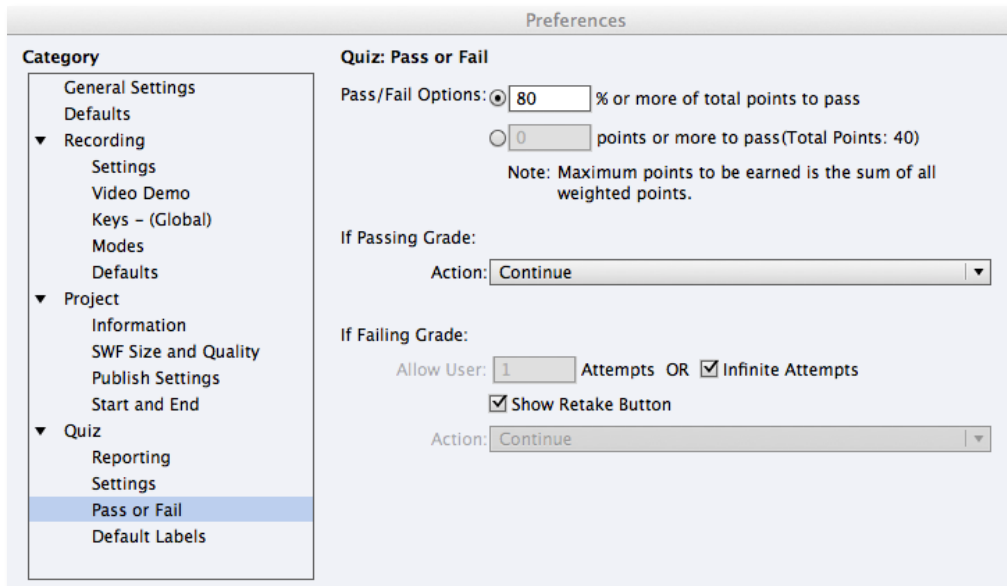 Preferences
Category
General Settings
Defaults
Recording
Settings
Video Demo
Keys – (Global)
Modes
Defaults
Project
Information
SWF Size and Quality
Publish Settings
Start and End
Quiz
Reporting
Settings
Pass or Fail
Default Labels
Quiz: Pass or Fail
Pass/Fail Options: 80 % or more of total points to pass
0 points or more to pass(Total Points: 40)
Note: Maximum points to be earned is the sum of all
weighted points.
If Passing Grade:
Action: Continue
If Failing Grade:
Allow User: 1 Attempts OR Infinite Attempts
Show Retake Button
Action: Continue